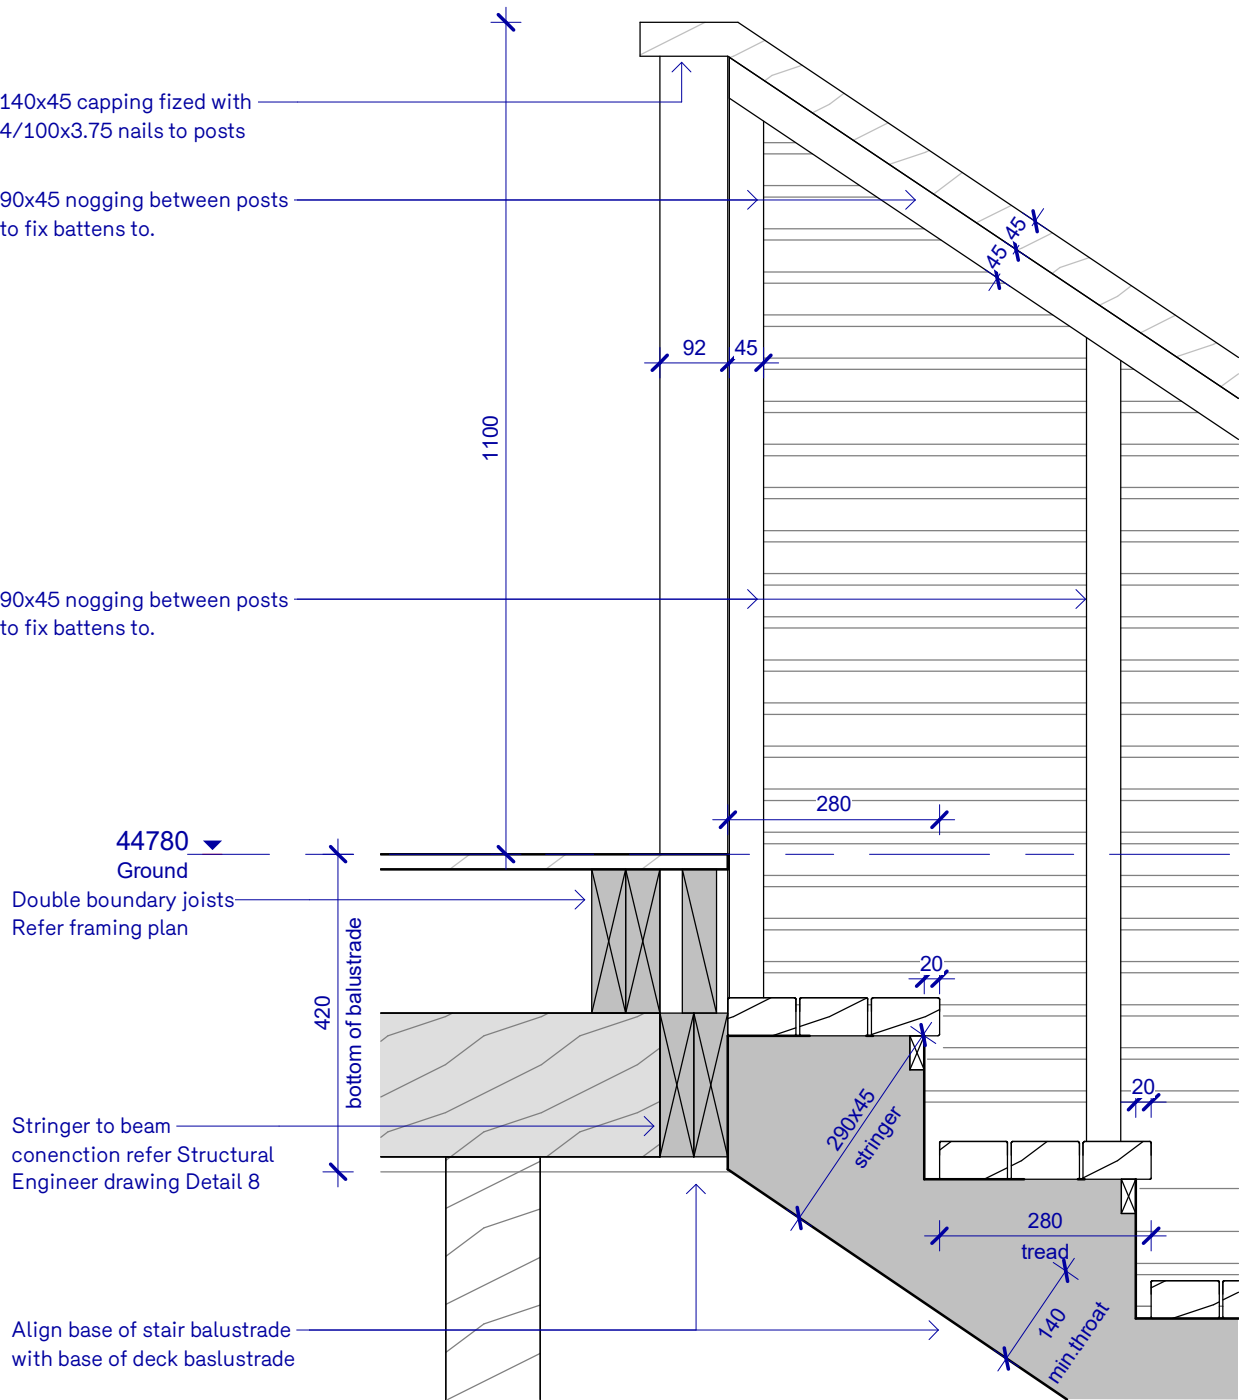 140x45 capping fized with
4/100x3.75 nails to posts
90x45 nogging between posts
to fix battens to.
45
45
92
45
1100
90x45 nogging between posts
to fix battens to.
280
44780
Ground
Double boundary joists
Refer framing plan
420
bottom of balustrade
20
290x45
stringer
20
Stringer to beam
conenction refer Structural
Engineer drawing Detail 8
280
tread
140
min.throat
Align base of stair balustrade
with base of deck baslustrade